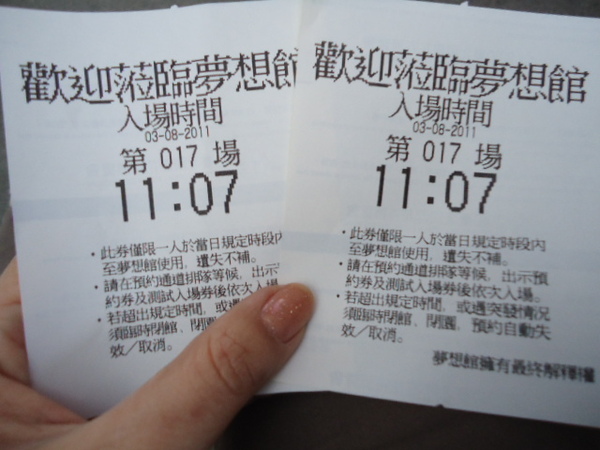 歡迎蒞臨夢想館
入場時間
03-08-2011
第 017 場
11:07
・此券僅限一人於當日規定時段內
至夢想館使用，遺失不補。
・請在預約通道排隊等候，出示
約券及測試入場券後依次入場
・若超出規定時間，或遇
須臨時閉館、閉園，預
效／取消。
歡迎蒞臨夢想館
入場時間
03-08-2011
第 017 場
11:07
・此券僅限一人於當日規定時段內
至夢想館使用，遺失不補。
・請在預約通道排隊等候，出示預
約券及測試入場券後依次入場。
・若超出規定時間，或遇突發情況
須臨時閉館、閉園，預約自動失
效／取消。
夢想館擁有最終解釋權